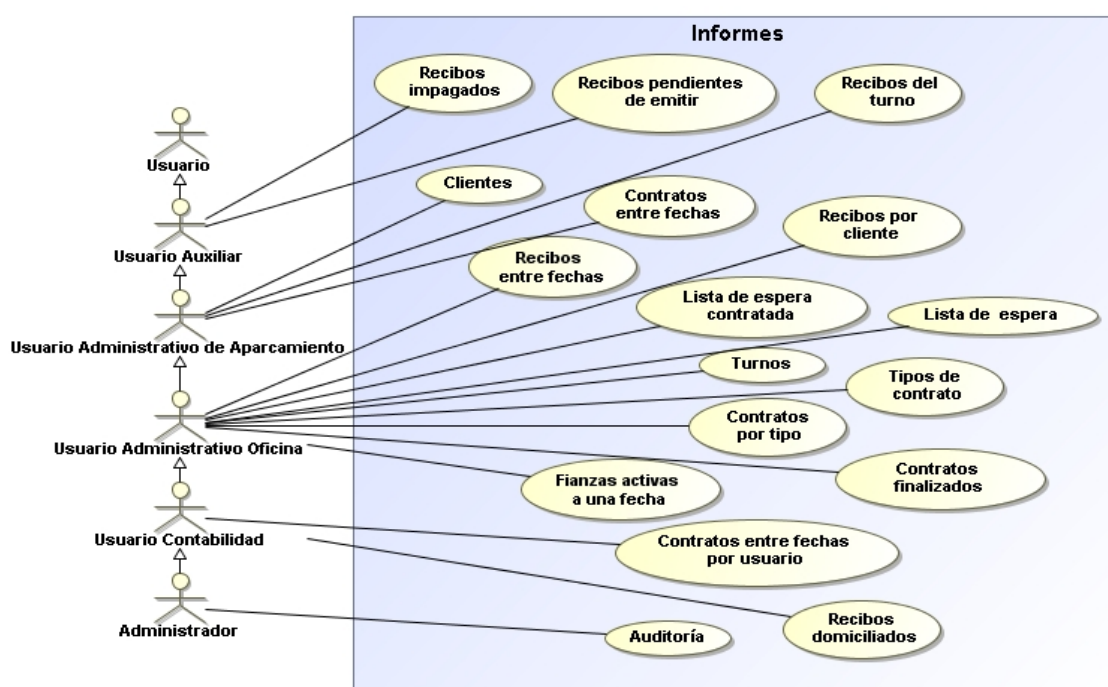 Informes
Recibos
impagados
Recibos pendientes
de emitir
Recibos del
turno
Usuario
Clientes
Contratos
entre fechas
Recibos por
cliente
Usuario Auxiliar
Recibos
entre fechas
Lista de espera
contratada
Lista de espera
Usuario Administrativo de Aparcamiento
Turnos
Tipos de
contrato
Contratos
por tipo
Usuario Administrativo Oficina
Contratos
finalizados
Fianzas activas
a una fecha
Usuario Contabilidad
Contratos entre fechas
por usuario
Recibos
domiciliados
Administrador
Auditoría